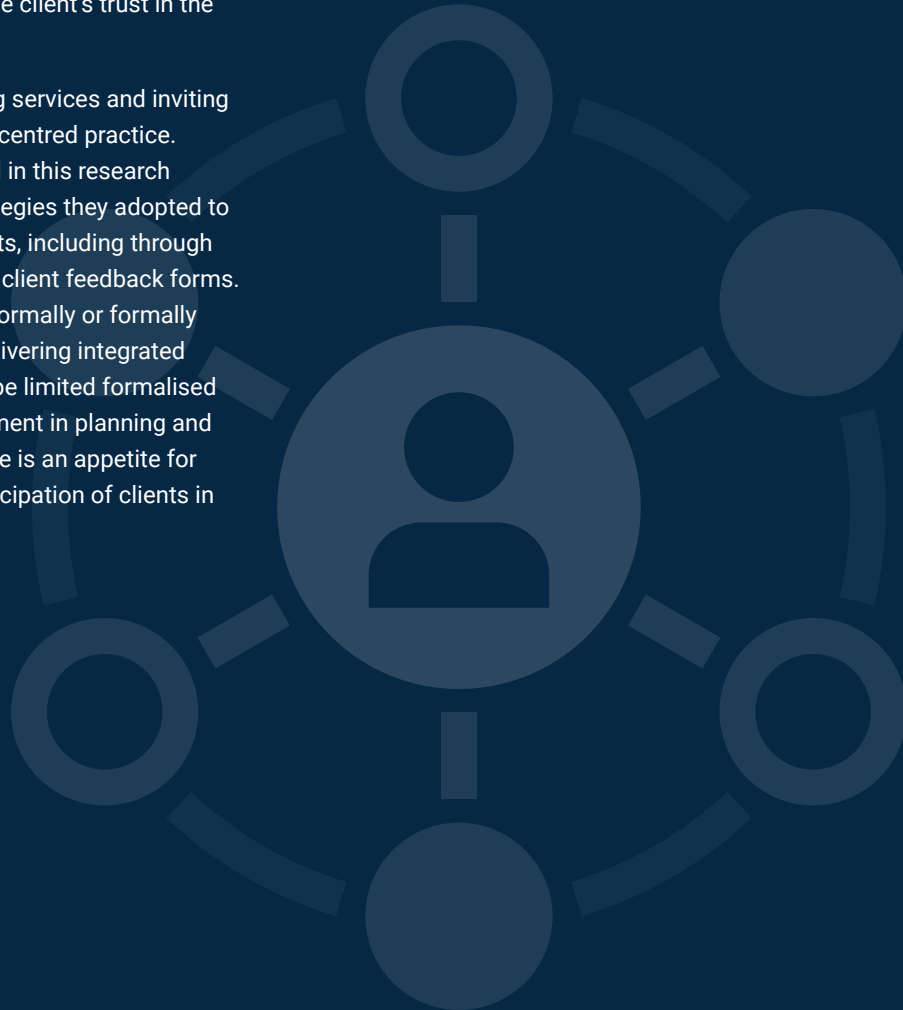 e client's trust in the
g services and inviting
centred practice.
in this research
egies they adopted to
ts, including through
client feedback forms.
ormally or formally
ivering integrated
be limited formalised
ment in planning and
e is an appetite for
cipation of clients in